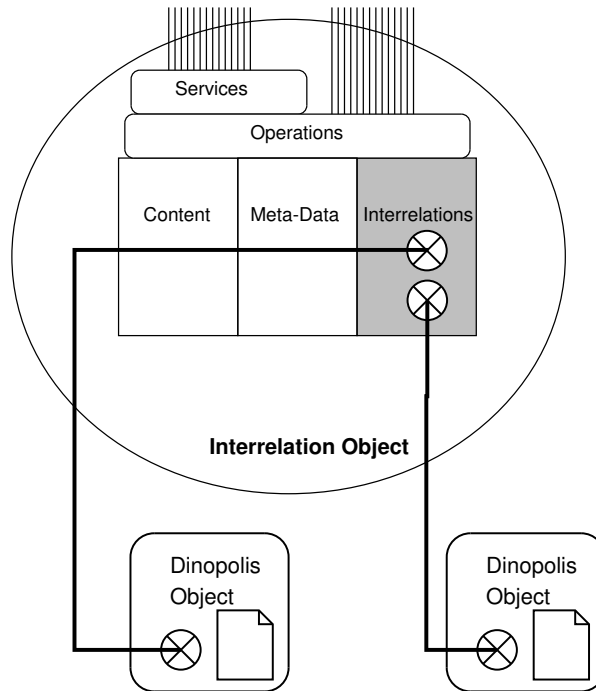 Services
Operations
Content
Meta-Data
Interrelations
Interrelation Object
Dinopolis
Object
Dinopolis
Object